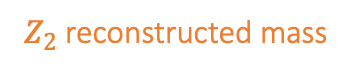 Z₂ reconstructed mass